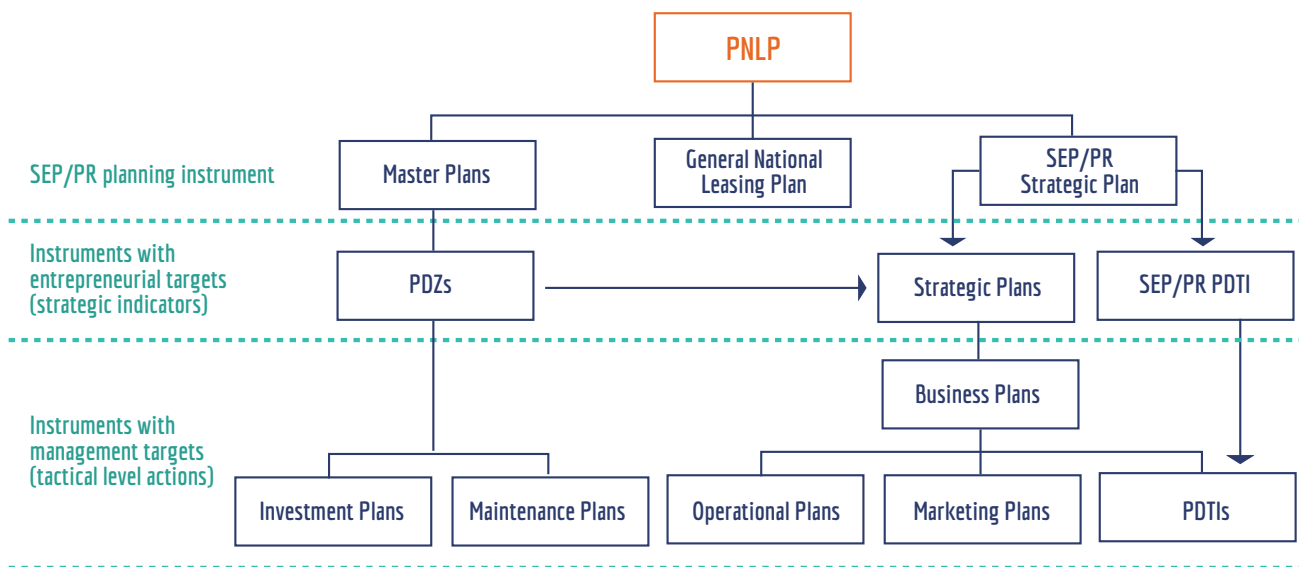 PNLP
SEP/PR planning instrument
Master Plans
General National
Leasing Plan
SEP/PR
Strategic Plan
Instruments with
entrepreneurial targets
(strategic indicators)
PDZs
Strategic Plans
SEP/PR PDTI
Business Plans
Instruments with
management targets
(tactical level actions)
Investment Plans
Maintenance Plans
Operational Plans
Marketing Plans
PDTIs